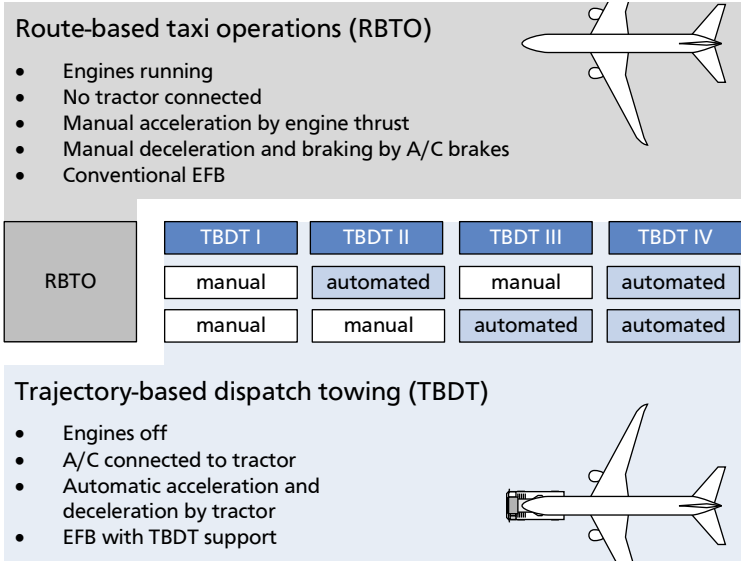 Route-based taxi operations (RBTO)
• Engines running
• No tractor connected
• Manual acceleration by engine thrust
• Manual deceleration and braking by A/C brakes
• Conventional EFB
TBDT I TBDT II TBDT III TBDT IV
RBTO manual automated manual automated
manual manual automated automated
Trajectory-based dispatch towing (TBDT)
• Engines off
• A/C connected to tractor
• Automatic acceleration and
deceleration by tractor
• EFB with TBDT support